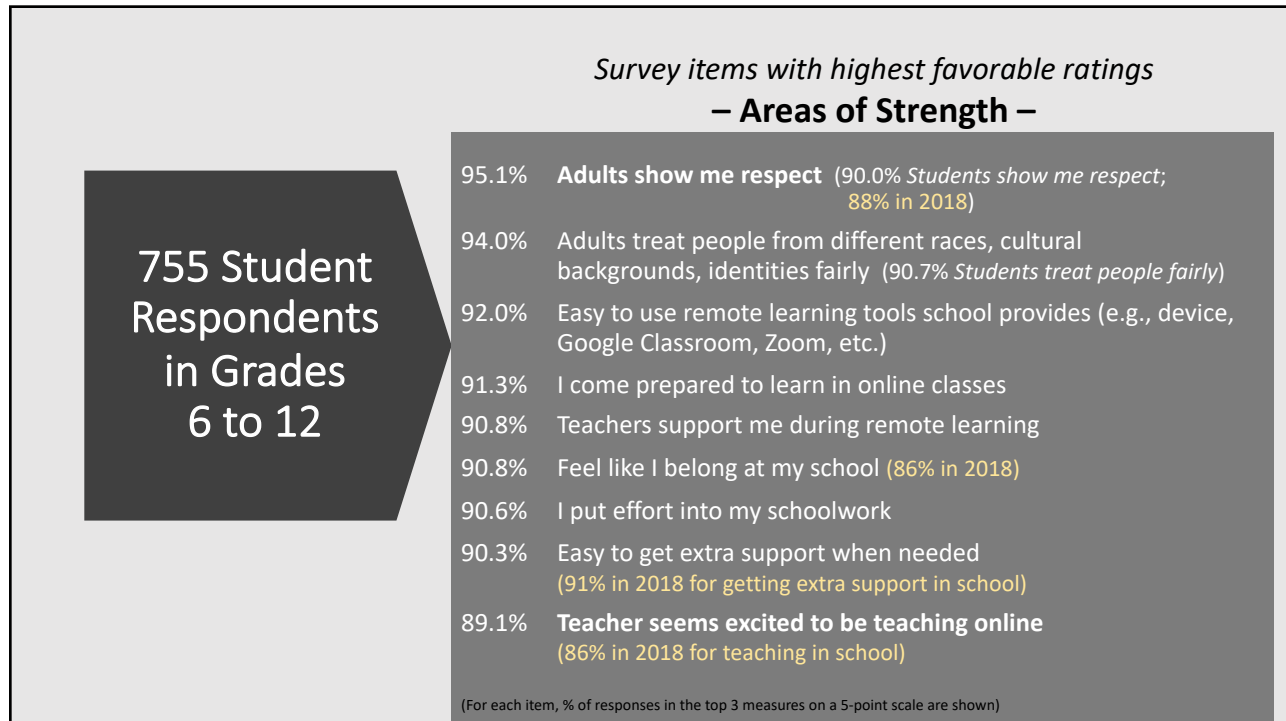 Survey items with highest favorable ratings
– Areas of Strength –
755 Student
Respondents
in Grades
6 to 12
95.1% Adults show me respect (90.0% Students show me respect;
88% in 2018)
94.0% Adults treat people from different races, cultural
backgrounds, identities fairly (90.7% Students treat people fairly)
92.0% Easy to use remote learning tools school provides (e.g., device,
Google Classroom, Zoom, etc.)
91.3% I come prepared to learn in online classes
90.8% Teachers support me during remote learning
90.8% Feel like I belong at my school (86% in 2018)
90.6% I put effort into my schoolwork
90.3% Easy to get extra support when needed
(91% in 2018 for getting extra support in school)
89.1% Teacher seems excited to be teaching online
(86% in 2018 for teaching in school)
(For each item, % of responses in the top 3 measures on a 5-point scale are shown)